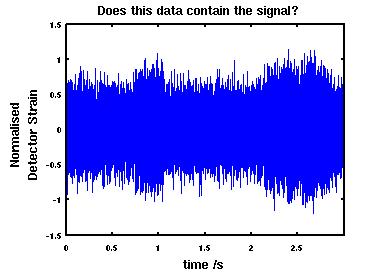 Does this data contain the signal?
1.5
1
0.5
0
-0.5
-1
-1.5
Normalised
Detector Strain
0 0.5 1 1.5 2 2.5
time /s